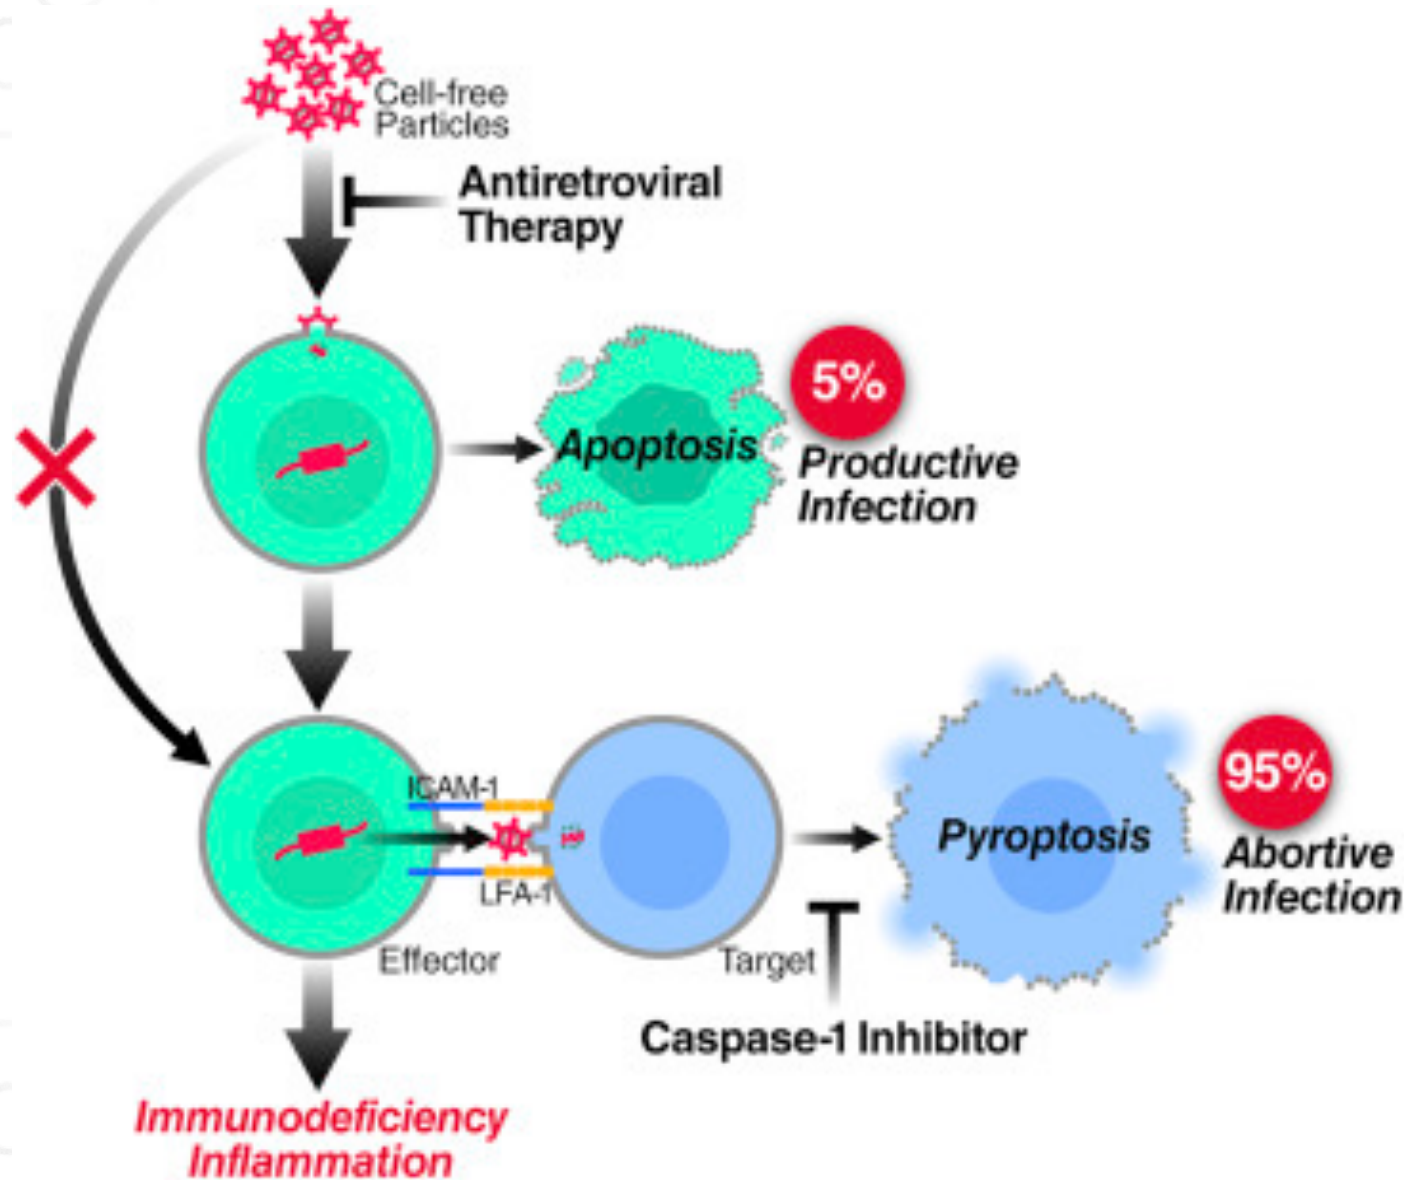 Cell-free
Particles
Antiretroviral
Therapy
Apoptosis
5%
Productive
Infection
ICAM-1
LFA-1
Effector
Target
Pyroptosis
95%
Abortive
Infection
Caspase-1 Inhibitor
Immunodeficiency
Inflammation